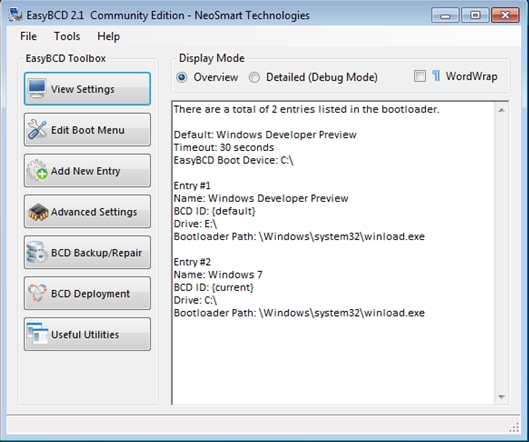 EasyBCD 2.1 Community Edition - NeoSmart Technologies
File Tools Help
EasyBCD Toolbox
View Settings
Edit Boot Menu
Add New Entry
Advanced Settings
BCD Backup/Repair
BCD Deployment
Useful Utilities
Display Mode
Overview Detailed (Debug Mode) ¶ WordWrap
There are a total of 2 entries listed in the bootloader.
Default: Windows Developer Preview
Timeout: 30 seconds
EasyBCD Boot Device: C:\
Entry #1
Name: Windows Developer Preview
BCD ID: {default}
Drive: E:\
Bootloader Path: \Windows\system32\winload.exe
Entry #2
Name: Windows 7
BCD ID: {current}
Drive: C:\
Bootloader Path: \Windows\system32\winload.exe